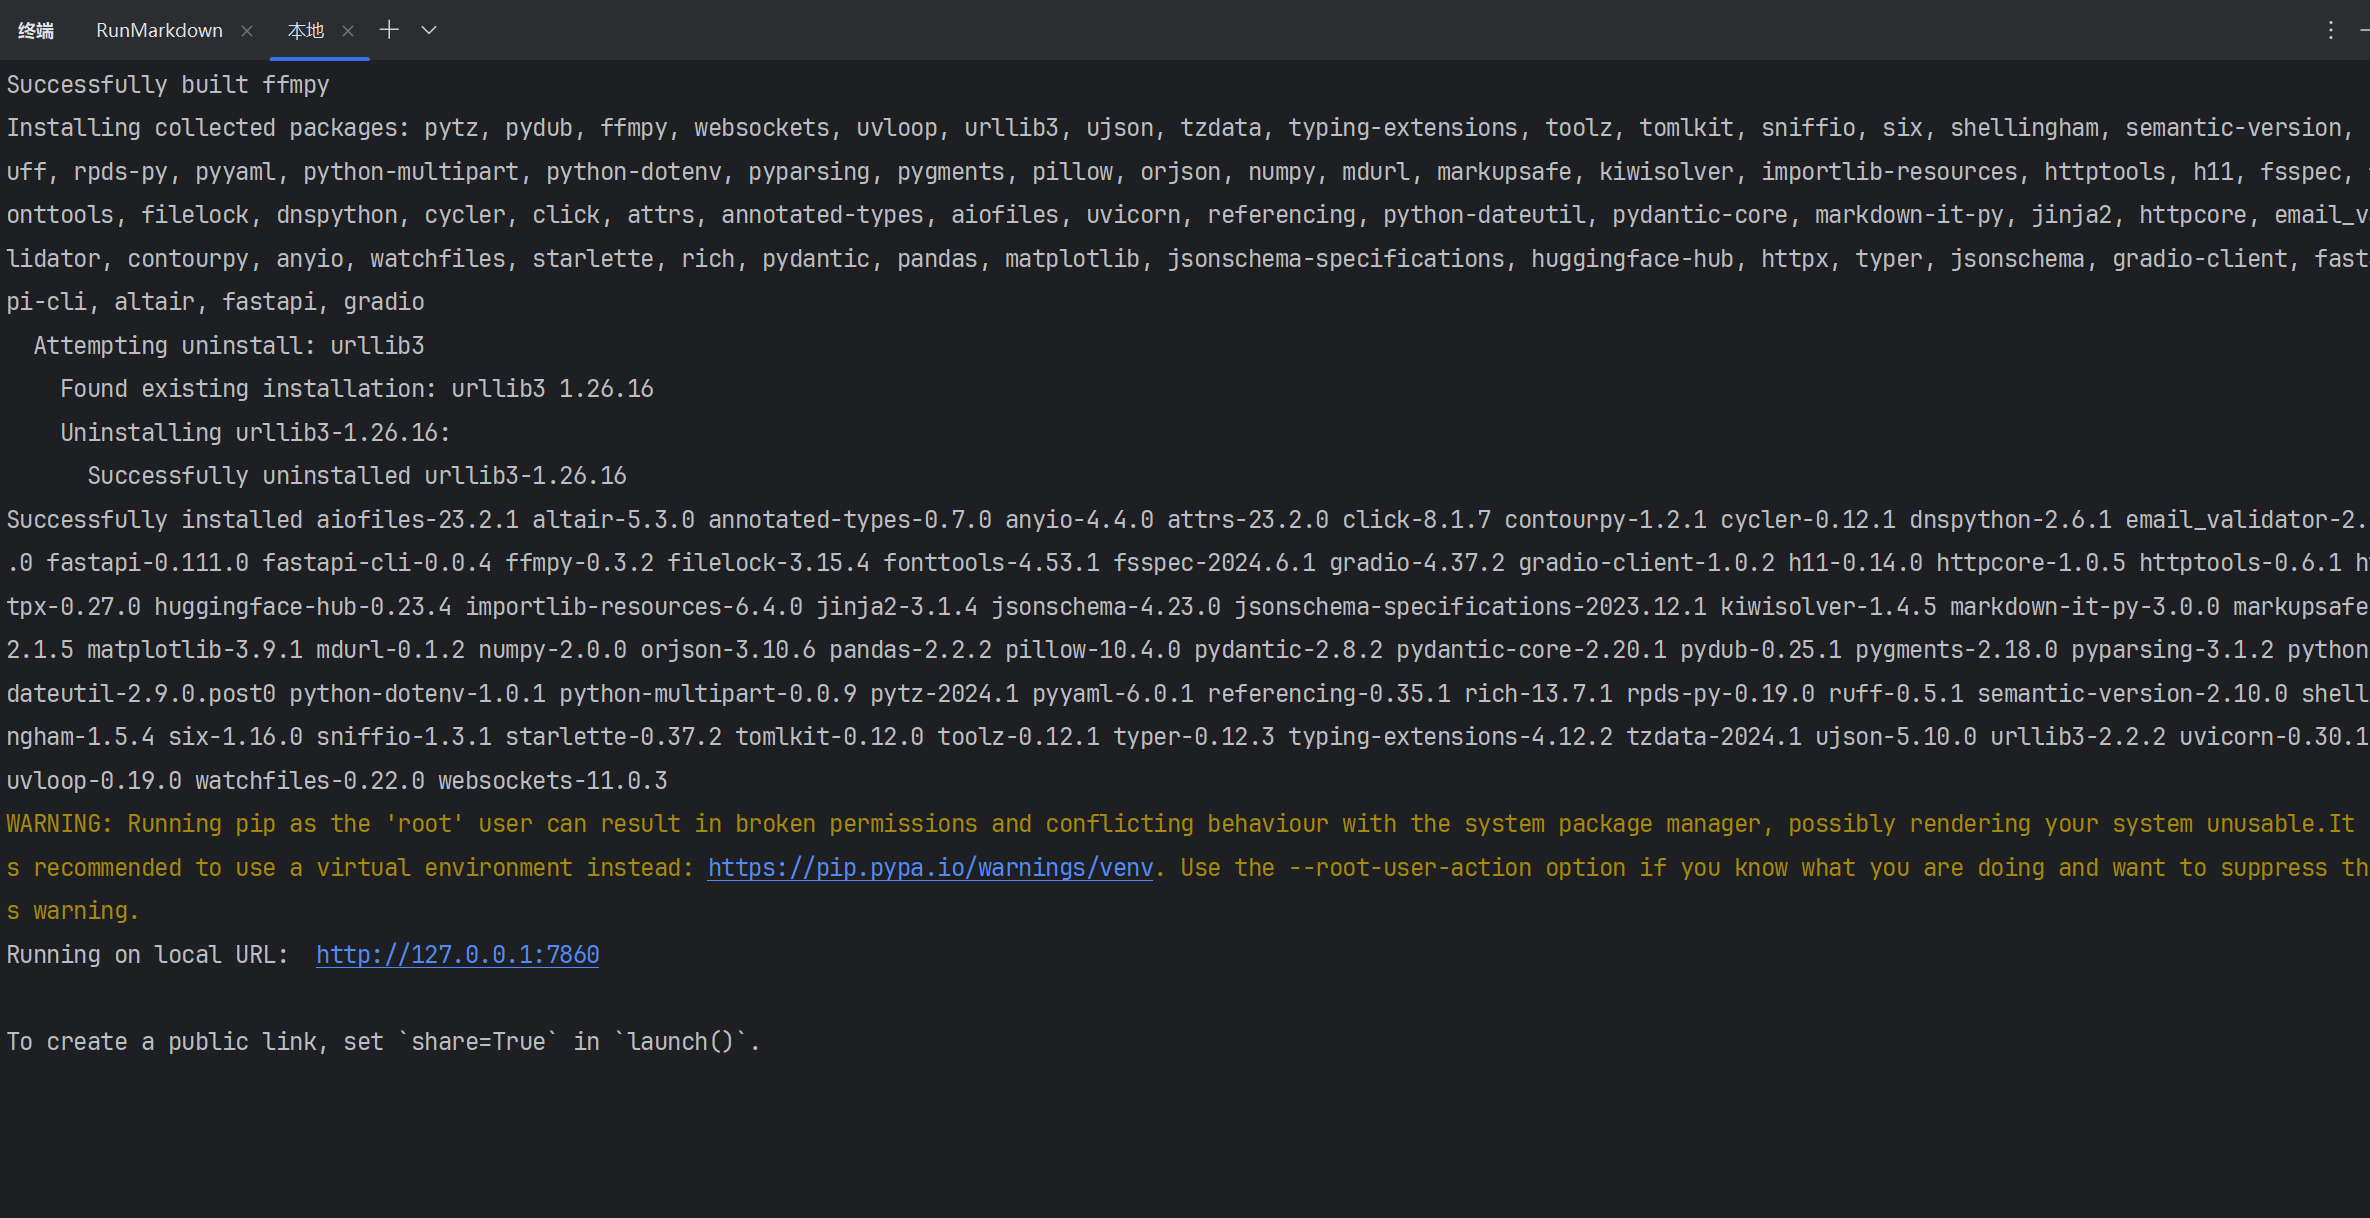 终端 RunMarkdown 本地
Successfully built ffmpy
Installing collected packages: pytz, pydub, ffmpy, websockets, uvloop, urllib3, ujson, tzdata, typing-extensions, toolz, tomlkit, sniffio, six, shellingham, semantic-version,
uff, rpds-py, pyyaml, python-multipart, python-dotenv, pyparsing, pygments, pillow, orjson, numpy, mdurl, markupsafe, kiwisolver, importlib-resources, httptools, h11, fsspec,
onttools, filelock, dnspython, cycler, click, attrs, annotated-types, aiofiles, uvicorn, referencing, python-dateutil, pydantic-core, markdown-it-py, jinja2, httpcore, email_v
lidator, contourpy, anyio, watchfiles, starlette, rich, pydantic, pandas, matplotlib, jsonschema-specifications, huggingface-hub, httpx, typer, jsonschema, gradio-client, fast
pi-cli, altair, fastapi, gradio
Attempting uninstall: urllib3
Found existing installation: urllib3 1.26.16
Uninstalling urllib3-1.26.16:
Successfully uninstalled urllib3-1.26.16
Successfully installed aiofiles-23.2.1 altair-5.3.0 annotated-types-0.7.0 anyio-4.4.0 attrs-23.2.0 click-8.1.7 contourpy-1.2.1 cycler-0.12.1 dnspython-2.6.1 email_validator-2.
.0 fastapi-0.111.0 fastapi-cli-0.0.4 ffmpy-0.3.2 filelock-3.15.4 fonttools-4.53.1 fsspec-2024.6.1 gradio-4.37.2 gradio-client-1.0.2 h11-0.14.0 httpcore-1.0.5 httptools-0.6.1 h
tpx-0.27.0 huggingface-hub-0.23.4 importlib-resources-6.4.0 jinja2-3.1.4 jsonschema-4.23.0 jsonschema-specifications-2023.12.1 kiwisolver-1.4.5 markdown-it-py-3.0.0 markupsafe
2.1.5 matplotlib-3.9.1 mdurl-0.1.2 numpy-2.0.0 orjson-3.10.6 pandas-2.2.2 pillow-10.4.0 pydantic-2.8.2 pydantic-core-2.20.1 pydub-0.25.1 pygments-2.18.0 pyparsing-3.1.2 python
dateutil-2.9.0.post0 python-dotenv-1.0.1 python-multipart-0.0.9 pytz-2024.1 pyyaml-6.0.1 referencing-0.35.1 rich-13.7.1 rpds-py-0.19.0 ruff-0.5.1 semantic-version-2.10.0 shell
ngham-1.5.4 six-1.16.0 sniffio-1.3.1 starlette-0.37.2 tomlkit-0.12.0 toolz-0.12.1 typer-0.12.3 typing-extensions-4.12.2 tzdata-2024.1 ujson-5.10.0 urllib3-2.2.2 uvicorn-0.30.1
uvloop-0.19.0 watchfiles-0.22.0 websockets-11.0.3
WARNING: Running pip as the 'root' user can result in broken permissions and conflicting behaviour with the system package manager, possibly rendering your system unusable.It
s recommended to use a virtual environment instead: https://pip.pypa.io/warnings/venv. Use the --root-user-action option if you know what you are doing and want to suppress th
s warning.
Running on local URL:  http://127.0.0.1:7860
To create a public link, set `share=True` in `launch()`.